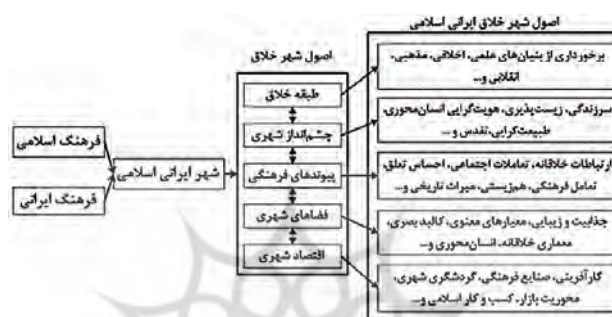 اصول شهر خلاق ایرانی اسلامی
برخورداری از بنیان‌های علمی، اخلاقی، مذهبی،
انقلابی و...
سرزندگی، زیست‌پذیری، هویت‌گرایی انسان‌محوری،
طبیعت‌گرایی، تقدس و ...
ارتباطات خلاقانه، تعاملات اجتماعی، احساس تعلق،
تعامل فرهنگی، هم‌زیستی، میراث تاریخی و...
جذابیت و زیبایی، معیارهای معنوی، کالبد بصری،
معماری خلاقانه، انسان‌محوری و...
کارآفرینی، صنایع فرهنگی، گردشگری شهری،
محوریت بازار، کسب و کار اسلامی و...
اصول شهر خلاق
طبقه خلاق
چشم‌انداز شهری
پیوندهای فرهنگی
فضاهای شهری
اقتصاد شهری
شهر ایرانی اسلامی
فرهنگ اسلامی
فرهنگ ایرانی